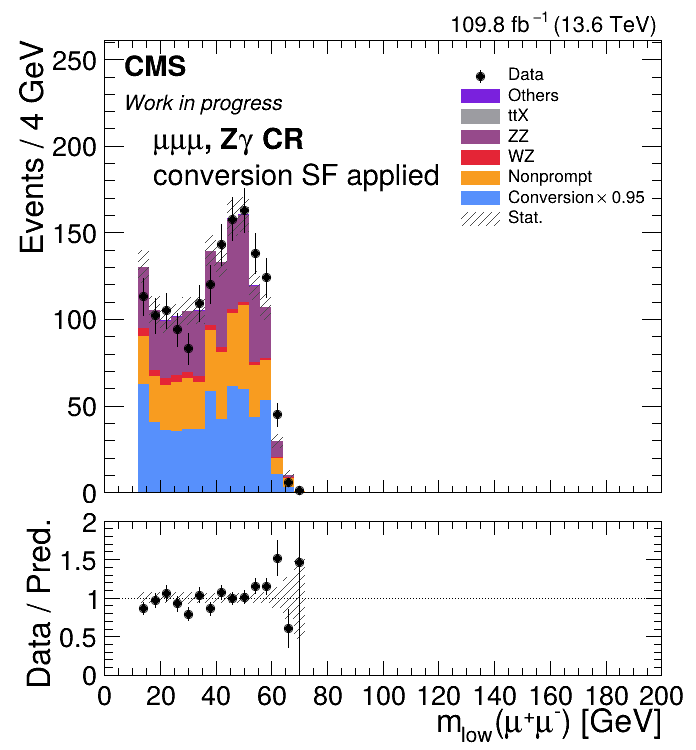 109.8 fb⁻¹ (13.6 TeV)
Events / 4 GeV
250
200
150
100
50
0
CMS
Work in progress
μμμ, Zγ CR
conversion SF applied
Data
Others
ttX
ZZ
WZ
Nonprompt
Conversion × 0.95
Stat.
Data / Pred.
2
1.5
1
0.5
0
0 20 40 60 80 100 120 140 160 180 200
m_low(μ⁺μ⁻) [GeV]